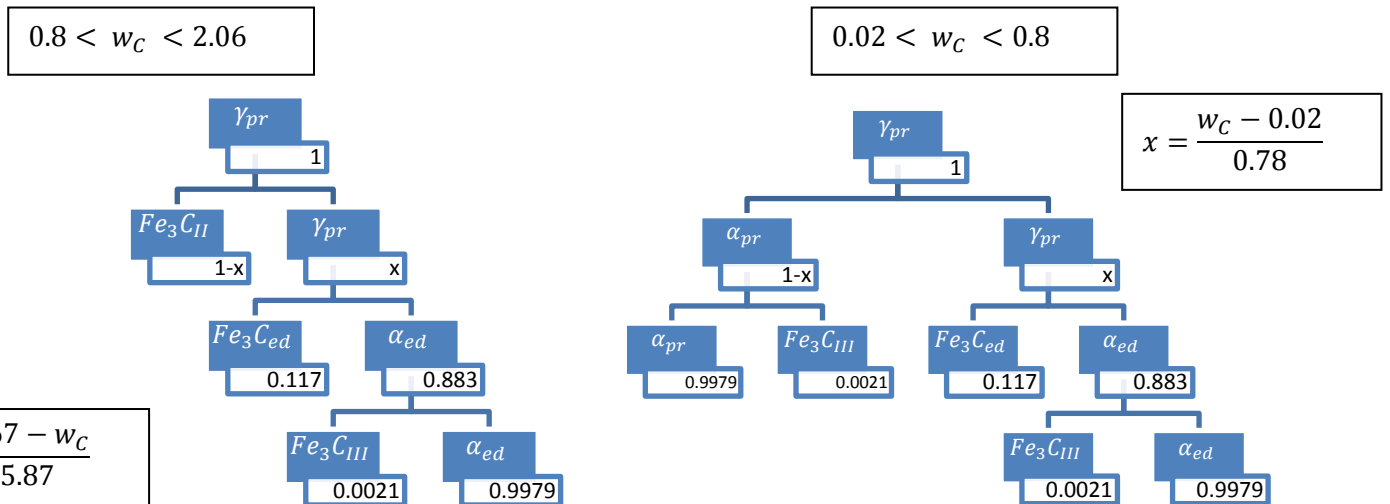 0.8 < w_C < 2.06
0.02 < w_C < 0.8
x = \frac{w_C − 0.02}{0.78}
γ_pr
1
Fe_3C_II
1-x
γ_pr
x
Fe_3C_ed
0.117
α_ed
0.883
Fe_3C_III
0.0021
α_ed
0.9979
7 − w_C
5.87
γ_pr
1
α_pr
1-x
γ_pr
x
α_pr
0.9979
Fe_3C_III
0.0021
Fe_3C_ed
0.117
α_ed
0.883
Fe_3C_III
0.0021
α_ed
0.9979